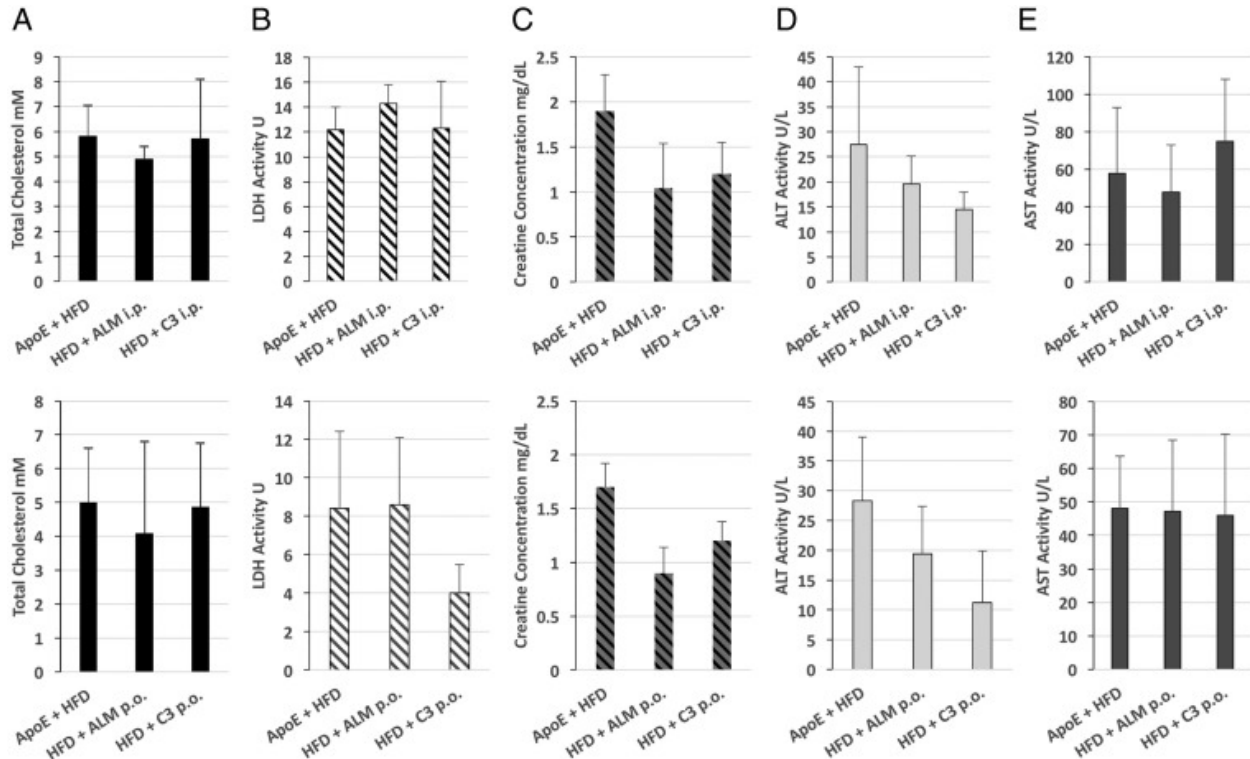 A
B
C
D
E
Total Cholesterol mM
9
8
7
6
5
4
3
2
1
0
ApoE + HFD
HFD + ALM i.p.
HFD + C3 i.p.
LDH Activity U
18
16
14
12
10
8
6
4
2
0
ApoE + HFD
HFD + ALM i.p.
HFD + C3 i.p.
Creatine Concentration mg/dL
2.5
2
1.5
1
0.5
0
ApoE + HFD
HFD + ALM i.p.
HFD + C3 i.p.
ALT Activity U/L
45
40
35
30
25
20
15
10
5
0
ApoE + HFD
HFD + ALM i.p.
HFD + C3 i.p.
AST Activity U/L
120
100
80
60
40
20
0
ApoE + HFD
HFD + ALM i.p.
HFD + C3 i.p.
Total Cholesterol mM
8
7
6
5
4
3
2
1
0
ApoE + HFD
HFD + ALM p.o.
HFD + C3 p.o.
LDH Activity U
14
12
10
8
6
4
2
0
ApoE + HFD
HFD + ALM p.o.
HFD + C3 p.o.
Creatine Concentration mg/dL
2.5
2
1.5
1
0.5
0
ApoE + HFD
HFD + ALM p.o.
HFD + C3 p.o.
ALT Activity U/L
45
40
35
30
25
20
15
10
5
0
ApoE + HFD
HFD + ALM p.o.
HFD + C3 p.o.
AST Activity U/L
80
70
60
50
40
30
20
10
0
ApoE + HFD
HFD + ALM p.o.
HFD + C3 p.o.